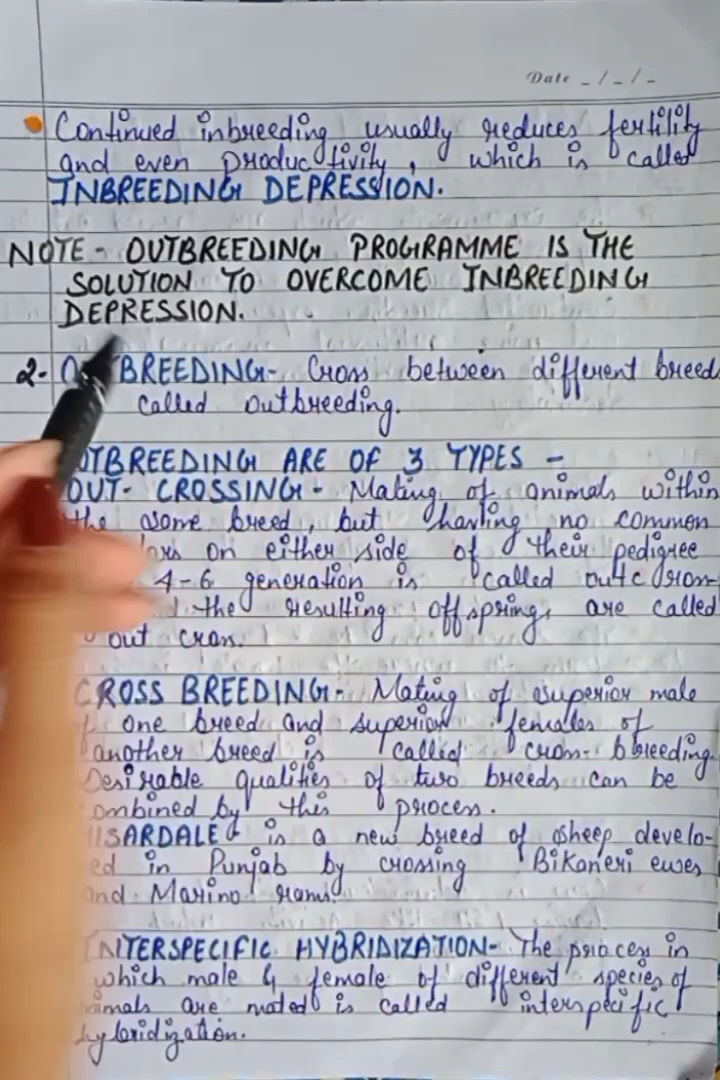 Date _/_/_
Continued inbreeding usually reduces fertility
and even productivity, which is called
INBREEDING DEPRESSION.
NOTE - OUTBREEDING PROGRAMME IS THE
SOLUTION TO OVERCOME INBREEDING
DEPRESSION.
2- BREEDING- Cross between different breed
called outbreeding.
OTBREEDING ARE OF 3 TYPES -
OUT- CROSSING - Mating of animals within
the same breed, but having no common
on either side of their pedigree
4-6 generation is called outcross-
the resulting offsprings are called
out cross.
CROSS BREEDING- Mating of superior male
one breed and superior females of
another breed is called cross- breeding.
Desirable qualities of two breeds can be
ombined by this process.
ISARDALE is a new breed of sheep develo-
ed in Punjab by crossing Bikaneri ewes
and Marino rams.
INTERSPECIFIC HYBRIDIZATION- The process in
which male & female of different species of
nimals are mated is called interspecific
hybridization.